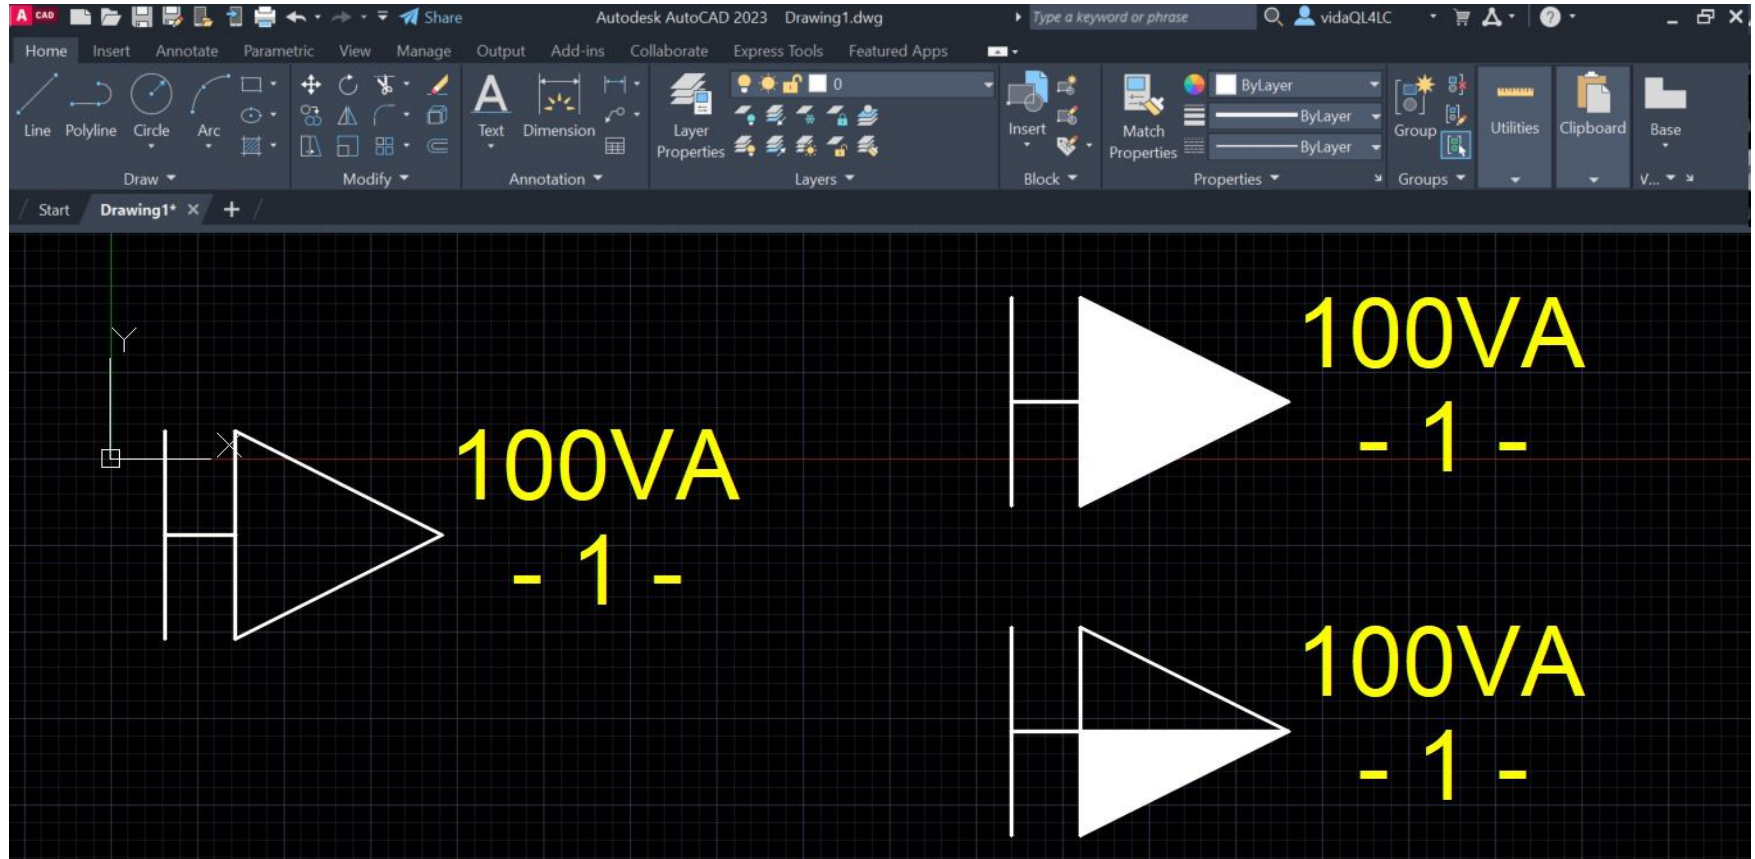 A CAD Share Autodesk AutoCAD 2023 Drawing1.dwg Type a keyword or phrase vidaQL4LC ?
Home Insert Annotate Parametric View Manage Output Add-ins Collaborate Express Tools Featured Apps
Line Polyline Circle Arc
A Text Dimension
Layer Properties
0
Insert
Match Properties
ByLayer
ByLayer
ByLayer
Group
Utilities
Clipboard
Base
Draw Modify Annotation Layers Block Properties Groups V...
Start Drawing1* +
Y
X
100VA
- 1 -
100VA
- 1 -
100VA
- 1 -